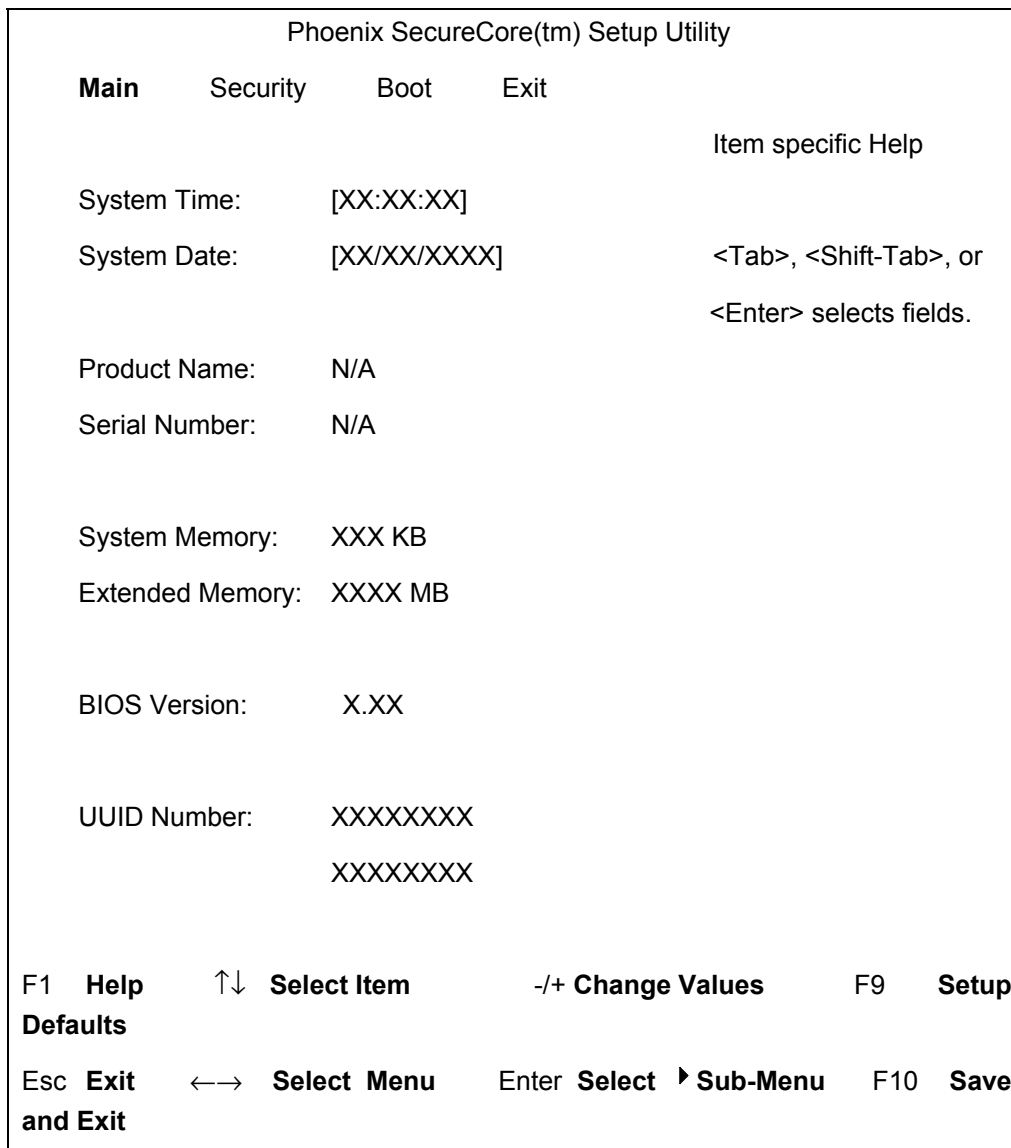 Phoenix SecureCore(tm) Setup Utility
Main Security Boot Exit
Item specific Help
System Time: [XX:XX:XX]
System Date: [XX/XX/XXXX] <Tab>, <Shift-Tab>, or
<Enter> selects fields.
Product Name: N/A
Serial Number: N/A
System Memory: XXX KB
Extended Memory: XXXX MB
BIOS Version: X.XX
UUID Number: XXXXXXXX
XXXXXXXX
F1 Help ↑↓ Select Item -/+ Change Values F9 Setup
Defaults
Esc Exit ←→ Select Menu Enter Select ▶ Sub-Menu F10 Save
and Exit